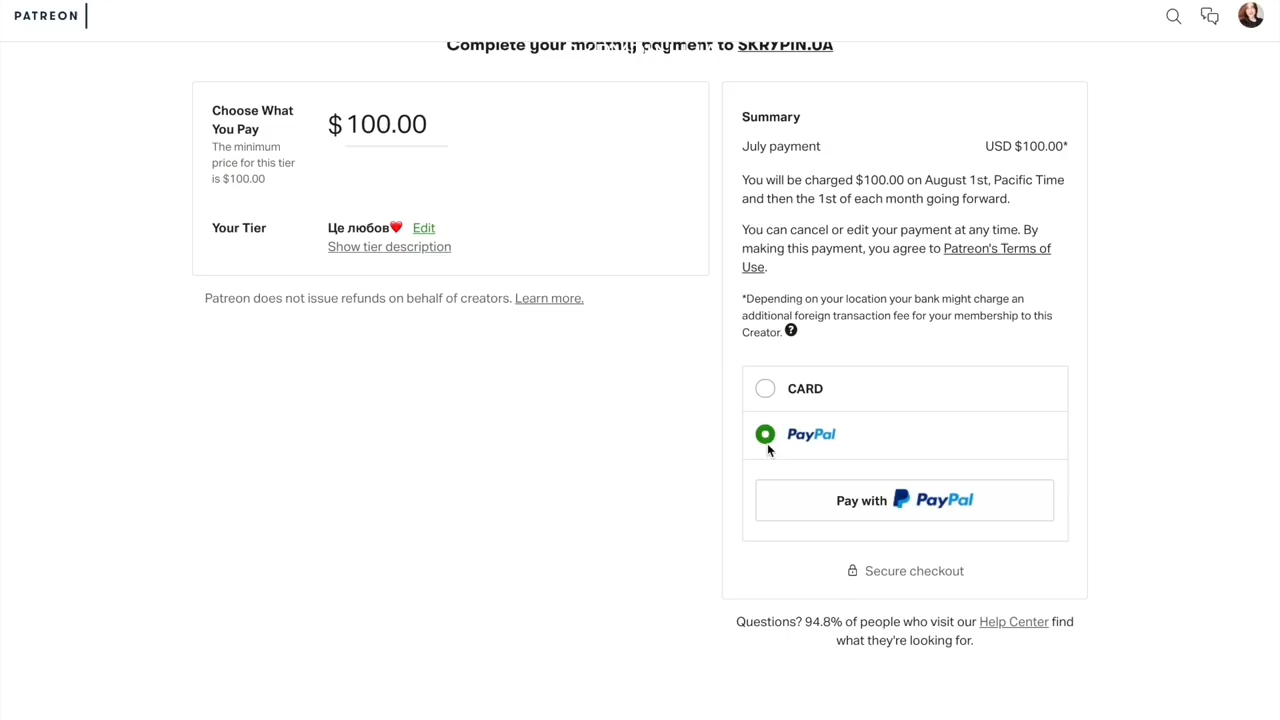 PATREON
Complete your monthly payment to SKRYPIN.UA
Choose What
You Pay
The minimum
price for this tier
is $100.00
$ 100.00
Your Tier
Це любов❤️ Edit
Show tier description
Patreon does not issue refunds on behalf of creators. Learn more.
Summary
July payment USD $100.00*
You will be charged $100.00 on August 1st, Pacific Time
and then the 1st of each month going forward.
You can cancel or edit your payment at any time. By
making this payment, you agree to Patreon's Terms of
Use.
*Depending on your location your bank might charge an
additional foreign transaction fee for your membership to this
Creator. ?
CARD
PayPal
Pay with PayPal
Secure checkout
Questions? 94.8% of people who visit our Help Center find
what they're looking for.